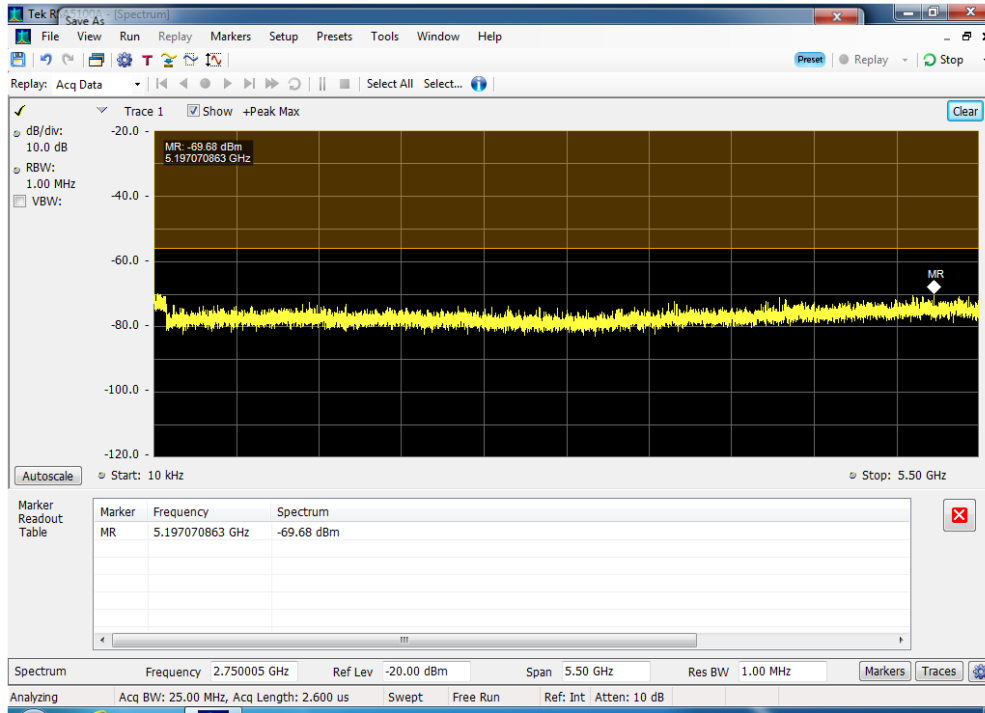 Tek R 5100A - [Spectrum]
Save As
File View Run Replay Markers Setup Presets Tools Window Help
T
Preset Replay Stop
Replay: Acq Data Select All Select...
Trace 1 Show +Peak Max Clear
dB/div:
10.0 dB
RBW:
1.00 MHz
VBW:
-20.0
MR: -69.68 dBm
5.197070863 GHz
-40.0
-60.0
MR
-80.0
-100.0
-120.0
Autoscale Start: 10 kHz Stop: 5.50 GHz
Marker
Readout
Table
Marker Frequency Spectrum
MR 5.197070863 GHz -69.68 dBm
Spectrum Frequency 2.750005 GHz Ref Lev -20.00 dBm Span 5.50 GHz Res BW 1.00 MHz Markers Traces
Analyzing Acq BW: 25.00 MHz, Acq Length: 2.600 us Swept Free Run Ref: Int Atten: 10 dB